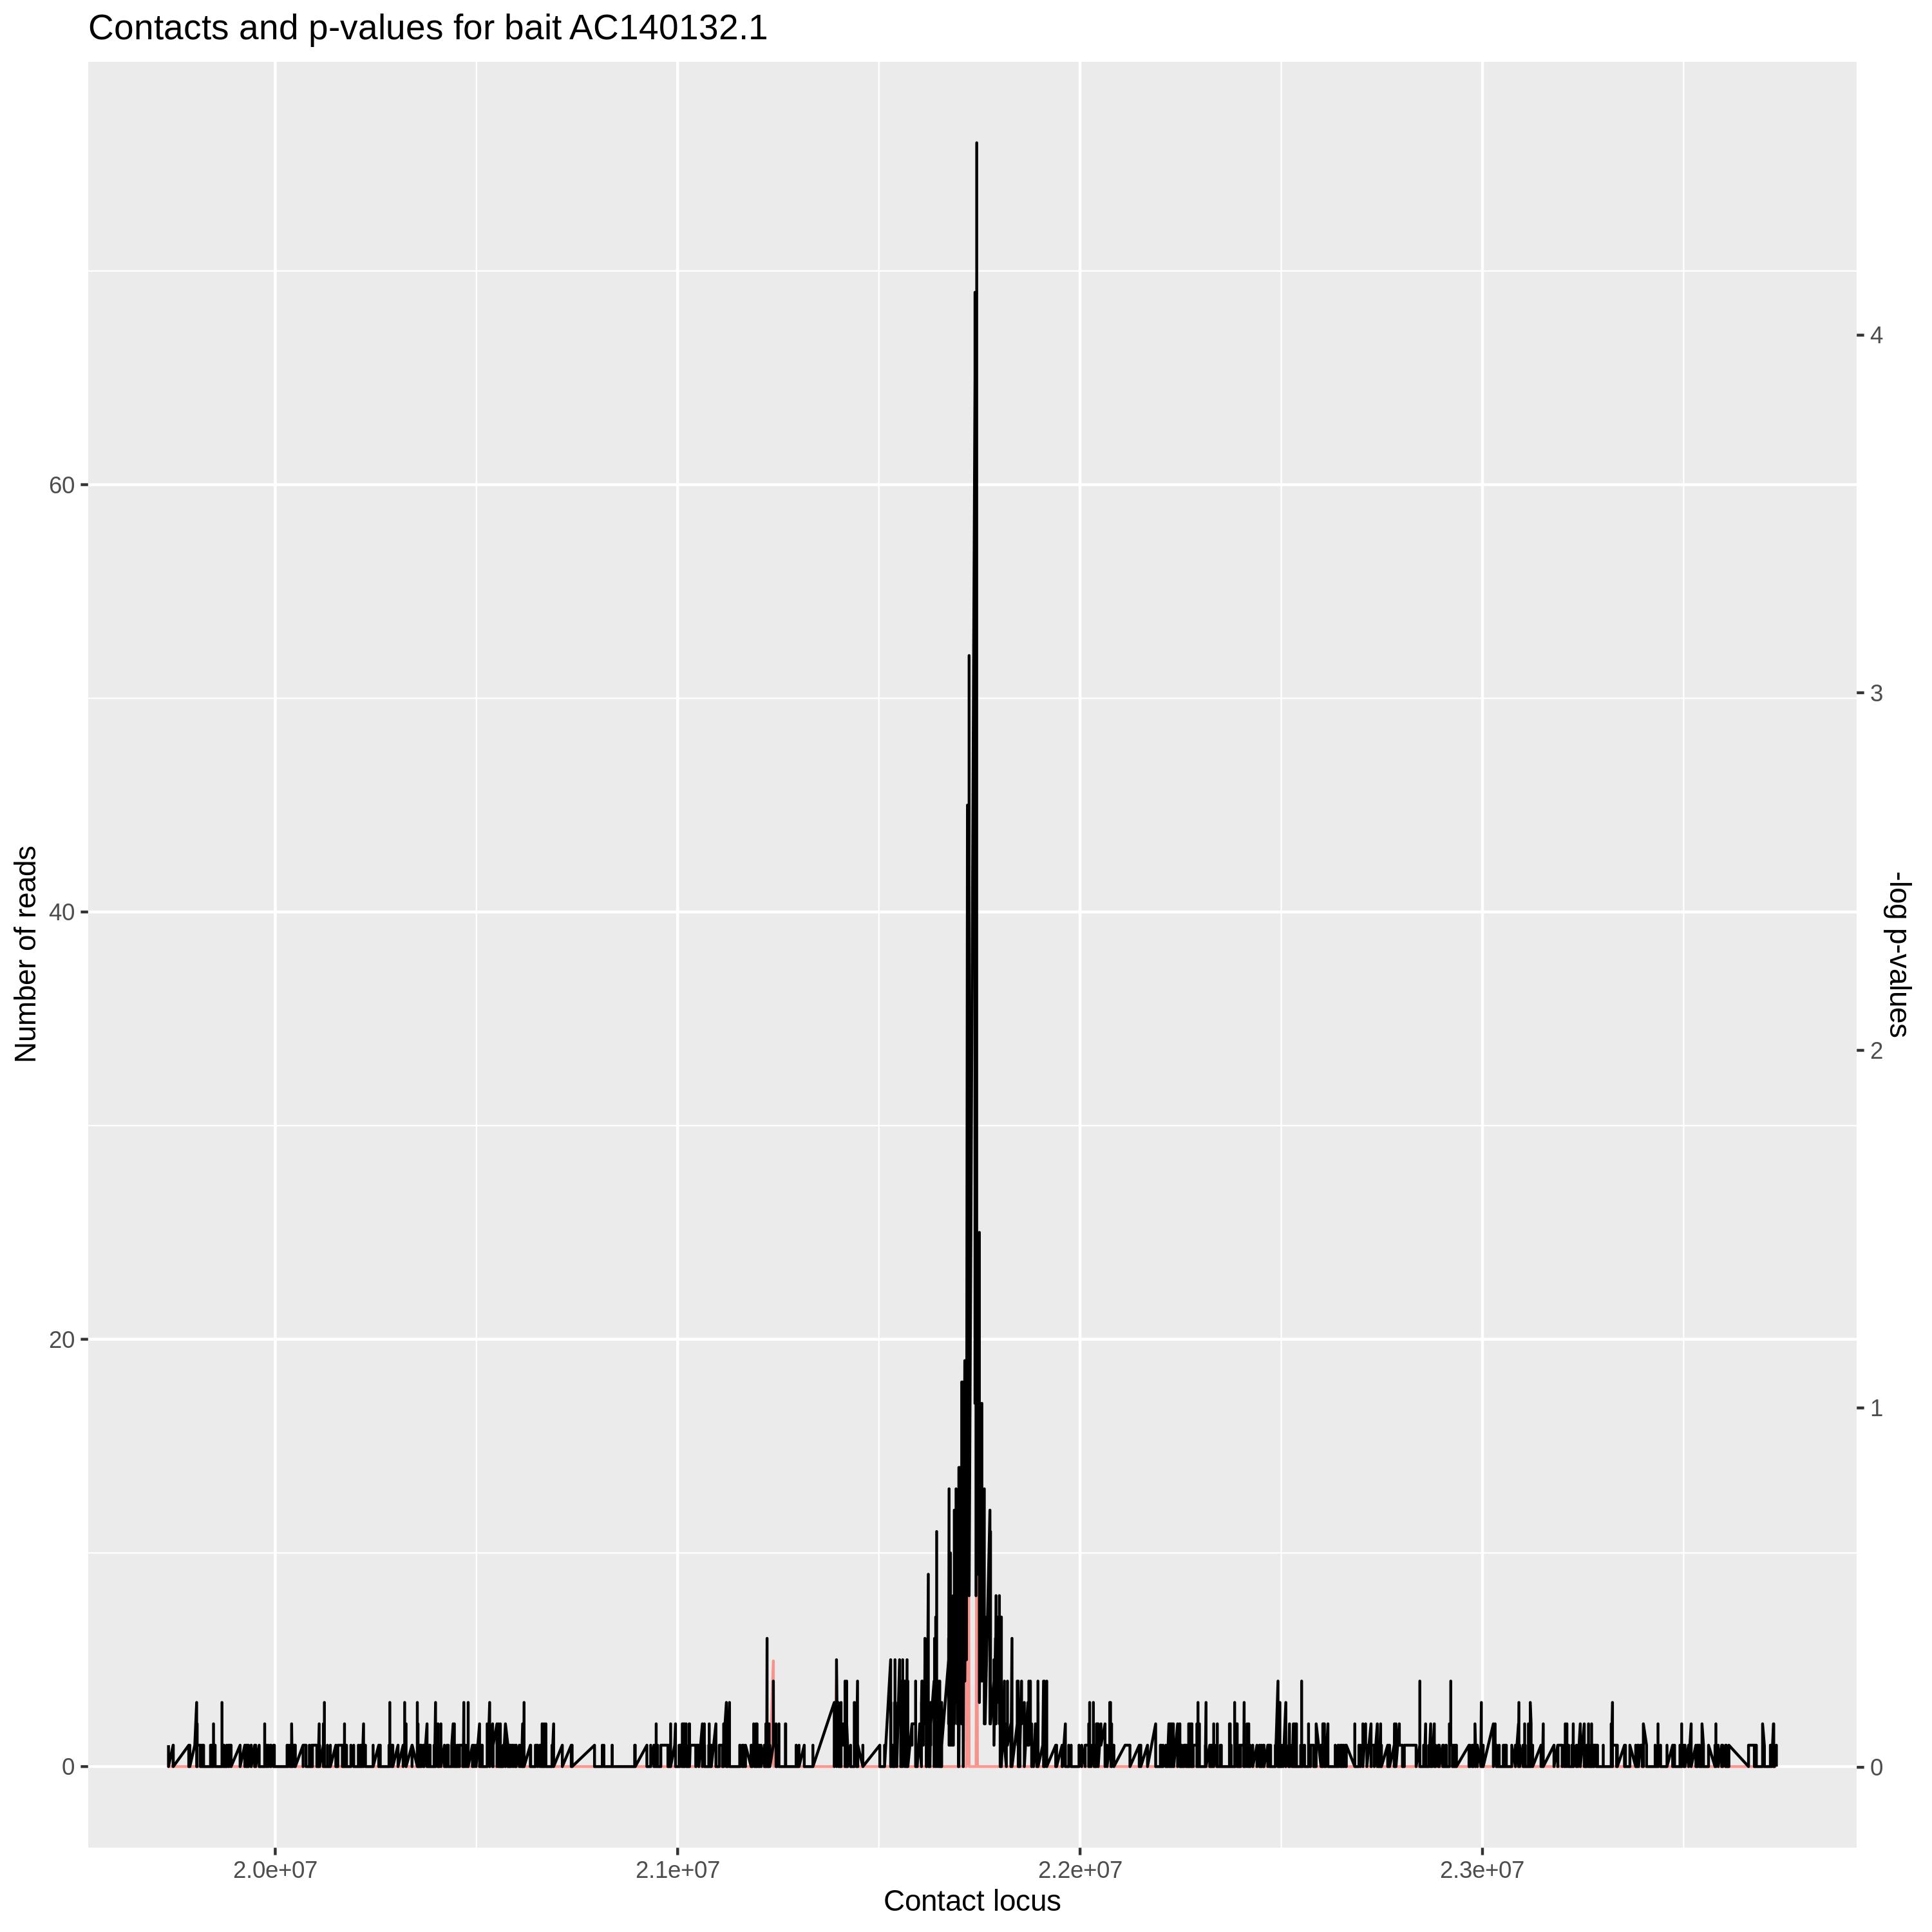 Contacts and p-values for bait AC140132.1
Number of reads
60
40
20
0
4
3
2
1
0
-log p-values
2.0e+07
2.1e+07
2.2e+07
2.3e+07
Contact locus